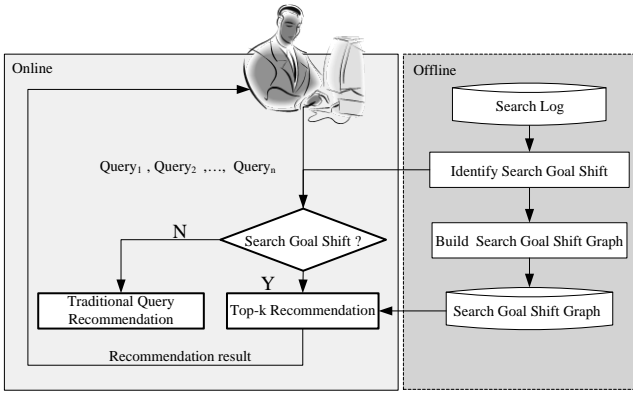 Online
Offline
Search Log
Query1 , Query2 ,…, Queryn
Identify Search Goal Shift
N
Search Goal Shift ?
Build Search Goal Shift Graph
Y
Traditional Query
Recommendation
Top-k Recommendation
Search Goal Shift Graph
Recommendation result